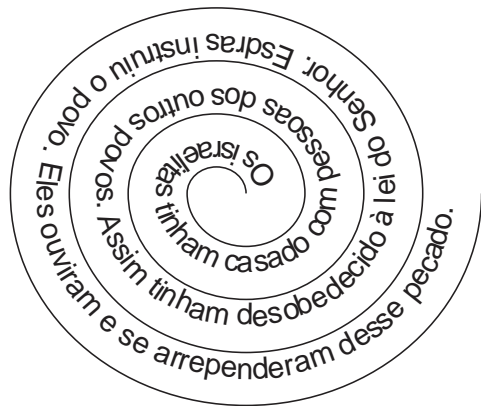 Os israelitas tinham casado com pessoas dos outros povos. Assim tinham desobedecido à lei do Senhor. Esdras instruiu o povo. Eles ouviram e se arrependeram desse pecado.